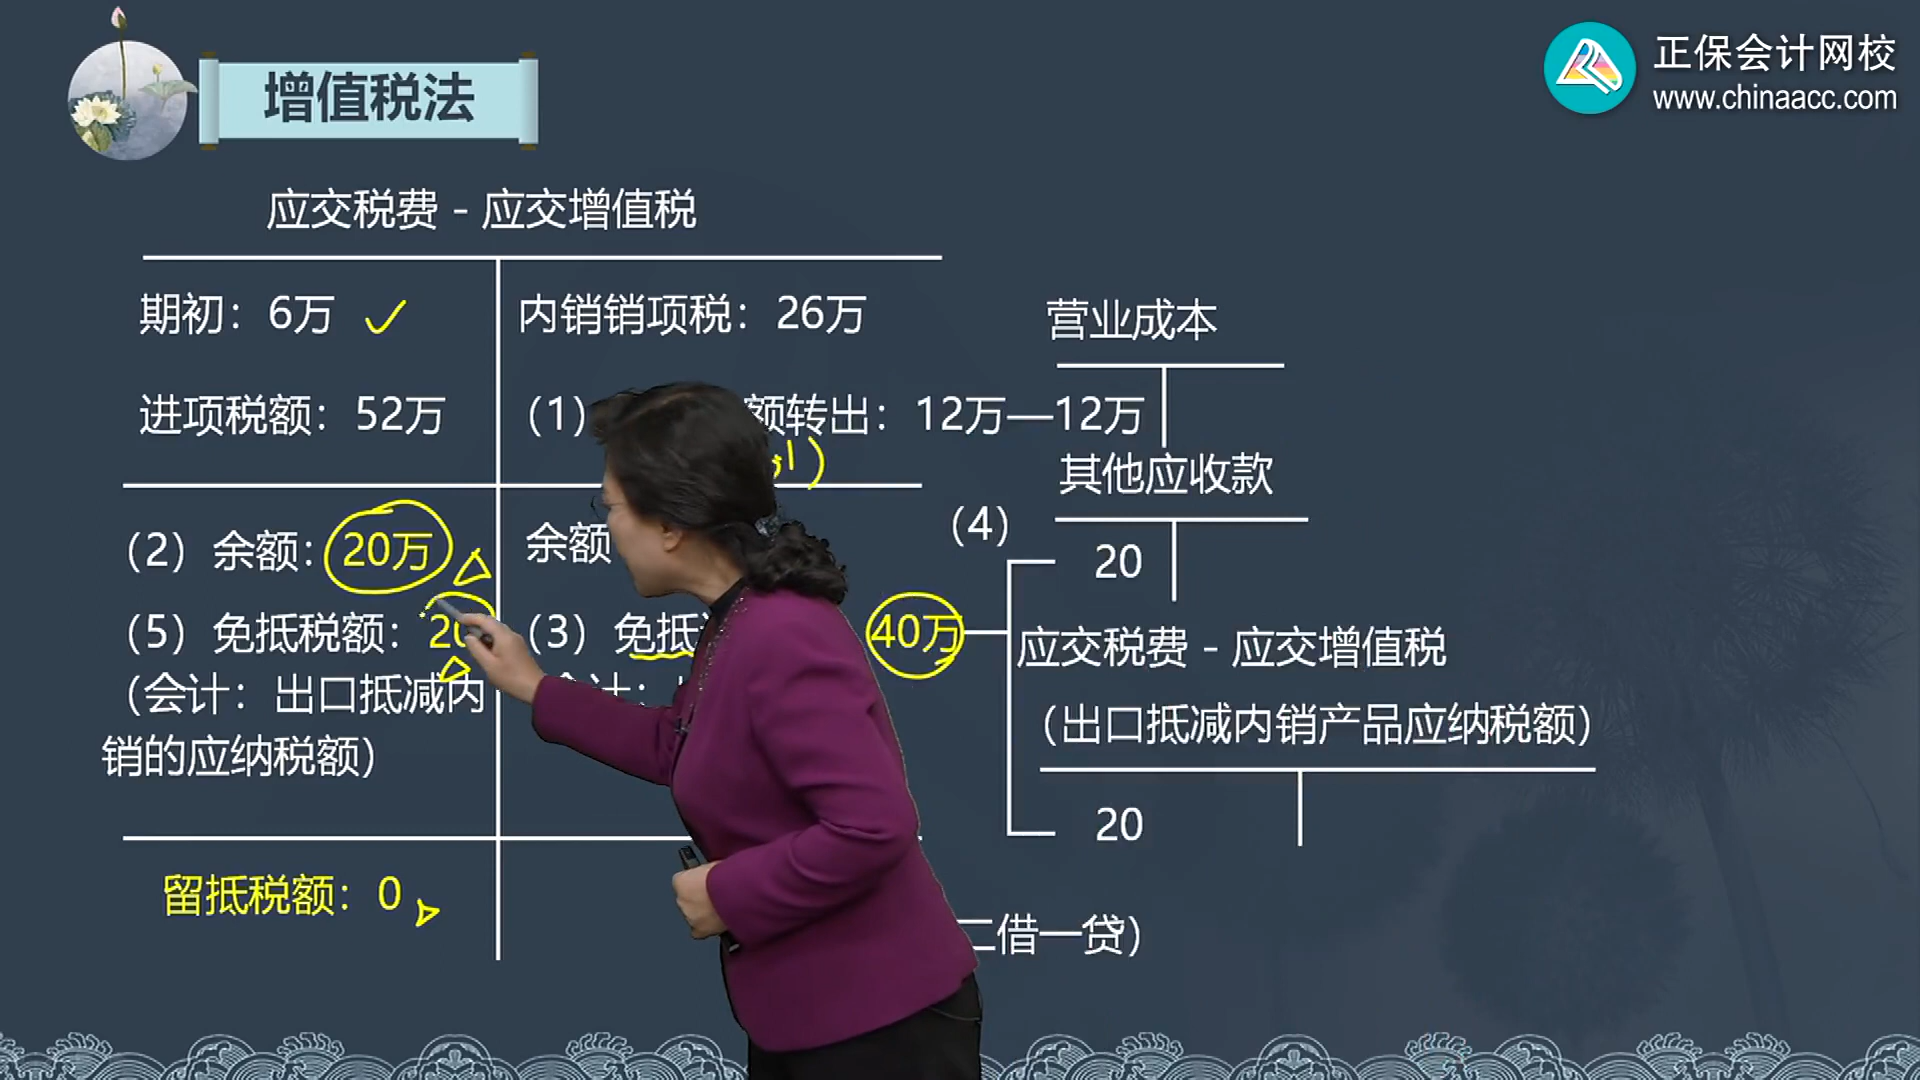 正保会计网校
www.chinaacc.com
增值税法
应交税费 - 应交增值税
期初：6万
内销销项税：26万
营业成本
进项税额：52万
（1）
额转出：12万—12万
其他应收款
（2）余额：20万
余额
（4）
20
（5）免抵税额：20
（3）免抵
40万
应交税费 - 应交增值税
（会计：出口抵减内
销的应纳税额）
（出口抵减内销产品应纳税额）
20
留抵税额：0
二借一贷）